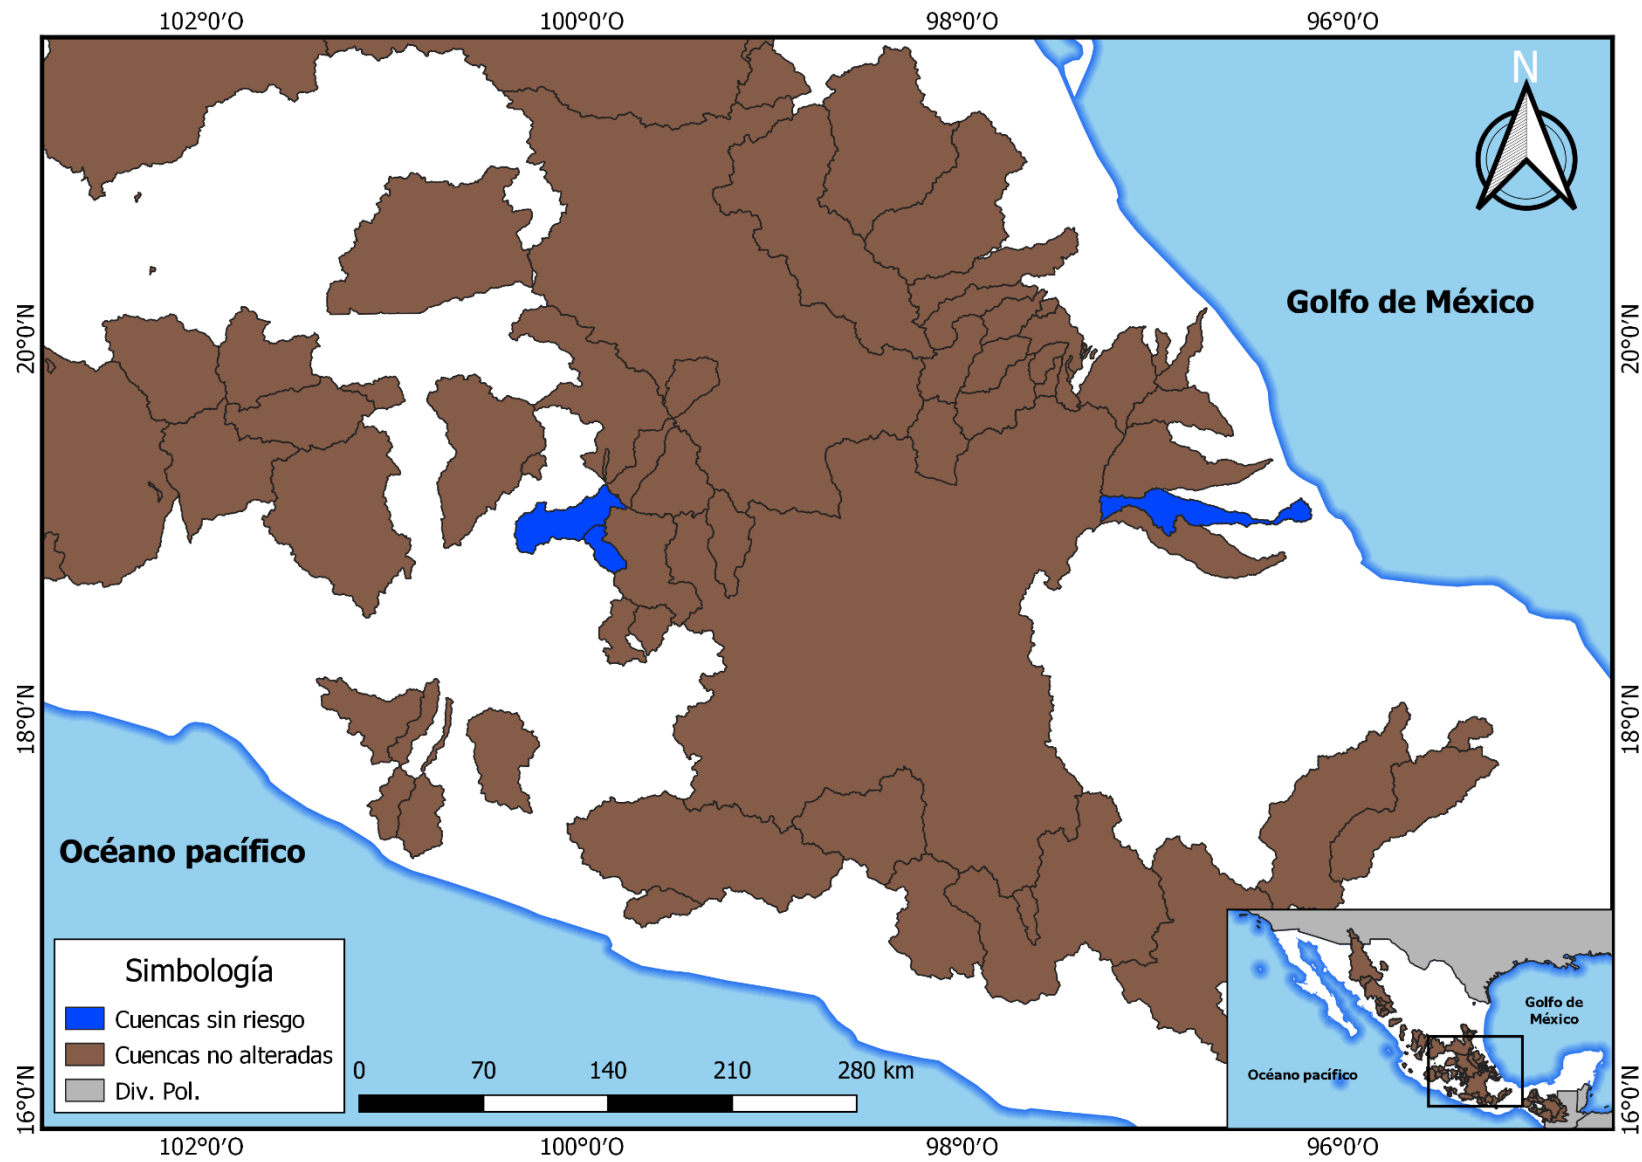 102°0′O 100°0′O 98°0′O 96°0′O
N
Golfo de México
20°0′N 20°0′N
18°0′N 18°0′N
Océano pacífico
Simbología
Cuencas sin riesgo
Cuencas no alteradas
Div. Pol.
0 70 140 210 280 km
Golfo de
México
Océano pacífico
16°0′N 16°0′N
102°0′O 100°0′O 98°0′O 96°0′O